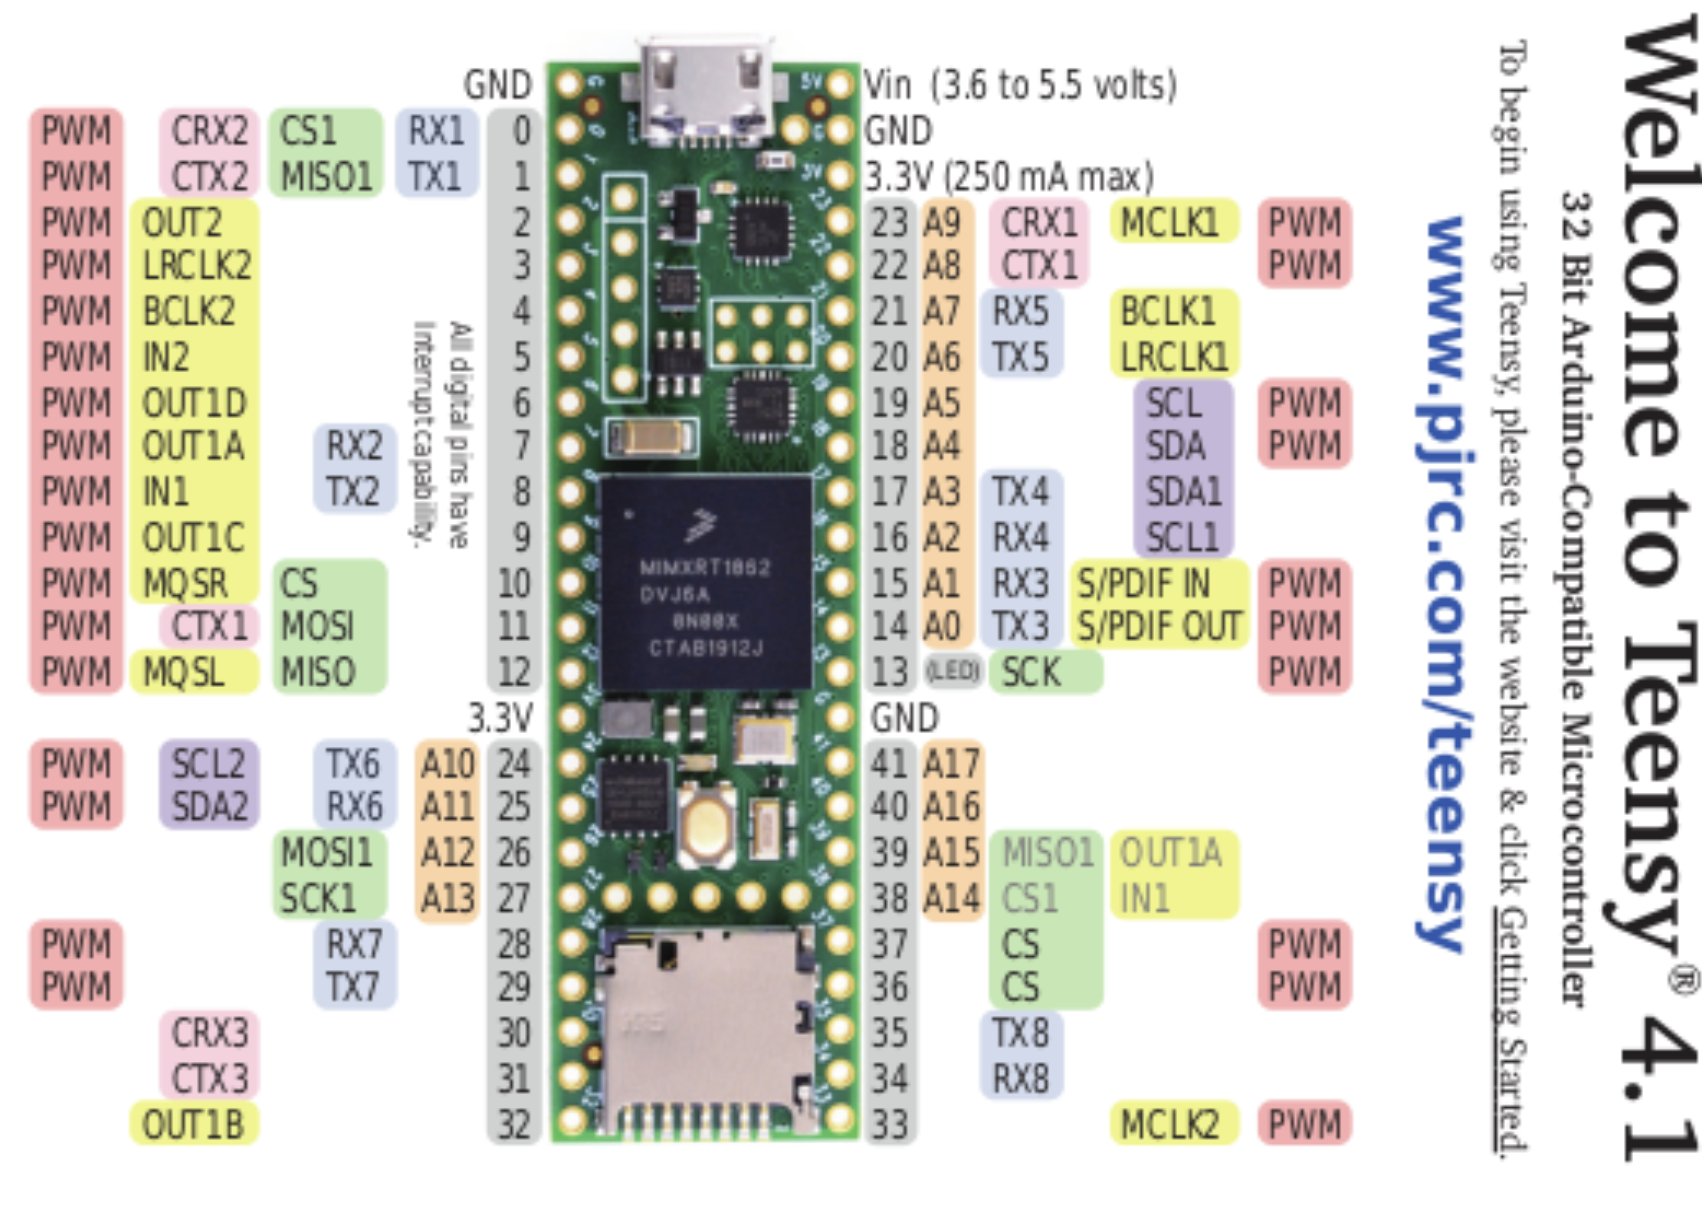 GND
PWM CRX2 CS1 RX1 0
PWM CTX2 MISO1 TX1 1
PWM OUT2 2
PWM LRCLK2 3
PWM BCLK2 4
PWM IN2 5
PWM OUT1D 6
PWM OUT1A RX2 7
PWM IN1 TX2 8
PWM OUT1C 9
PWM MQSR CS 10
PWM CTX1 MOSI 11
PWM MQSL MISO 12
3.3V
PWM SCL2 TX6 A10 24
PWM SDA2 RX6 A11 25
MOSI1 A12 26
SCK1 A13 27
PWM RX7 28
PWM TX7 29
CRX3 30
CTX3 31
OUT1B 32
All digital pins have
Interrupt capability.
MIMXRT1062
DVJ6A
0N00X
CTAB1912J
Vin (3.6 to 5.5 volts)
GND
3.3V (250 mA max)
23 A9 CRX1 MCLK1 PWM
22 A8 CTX1 PWM
21 A7 RX5 BCLK1
20 A6 TX5 LRCLK1
19 A5 SCL PWM
18 A4 SDA PWM
17 A3 TX4 SDA1
16 A2 RX4 SCL1
15 A1 RX3 S/PDIF IN PWM
14 A0 TX3 S/PDIF OUT PWM
13 (LED) SCK PWM
GND
41 A17
40 A16
39 A15 MISO1 OUT1A
38 A14 CS1 IN1
37 CS PWM
36 CS PWM
35 TX8
34 RX8
33 MCLK2 PWM
Welcome to Teensy® 4.1
32 Bit Arduino-Compatible Microcontroller
To begin using Teensy, please visit the website & click Getting Started.
www.pjrc.com/teensy